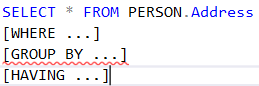 SELECT * FROM PERSON.Address
[WHERE ...]
[GROUP BY ...]
[HAVING ...]